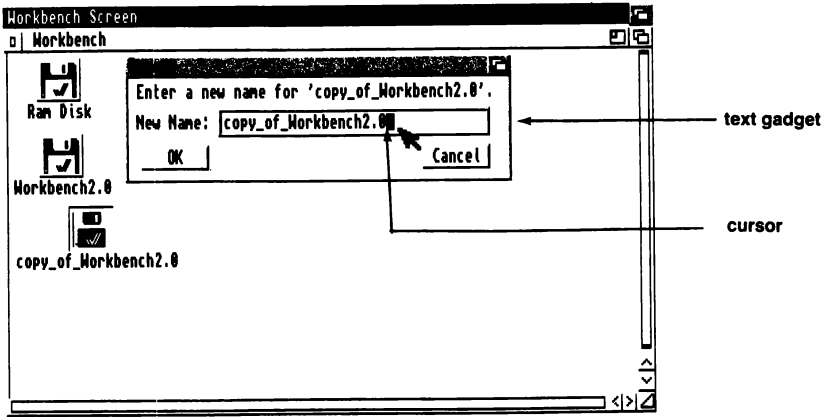 Workbench Screen
Workbench
Ram Disk
Workbench2.0
copy_of_Workbench2.0
Enter a new name for 'copy_of_Workbench2.0'.
New Name: copy_of_Workbench2.0
OK
Cancel
text gadget
cursor